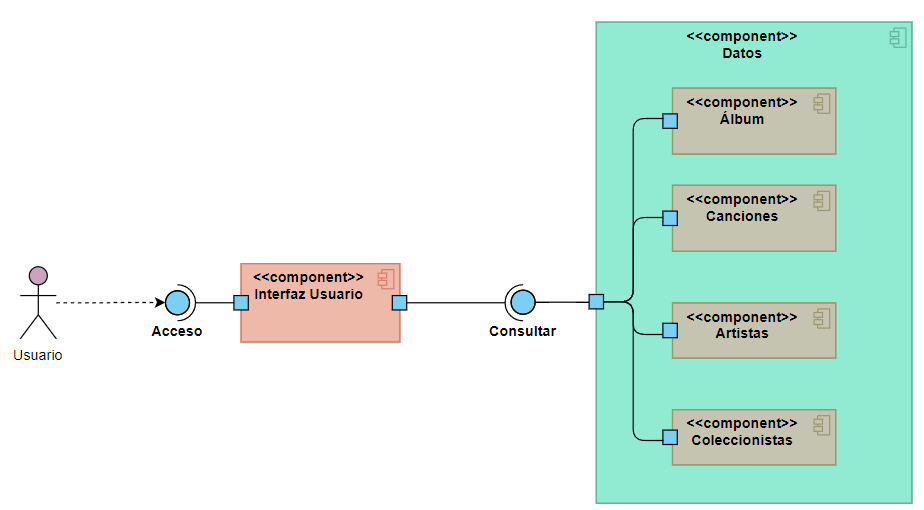 <<component>>
Datos
<<component>>
Álbum
<<component>>
Canciones
<<component>>
Interfaz Usuario
Acceso
Consultar
Usuario
<<component>>
Artistas
<<component>>
Coleccionistas